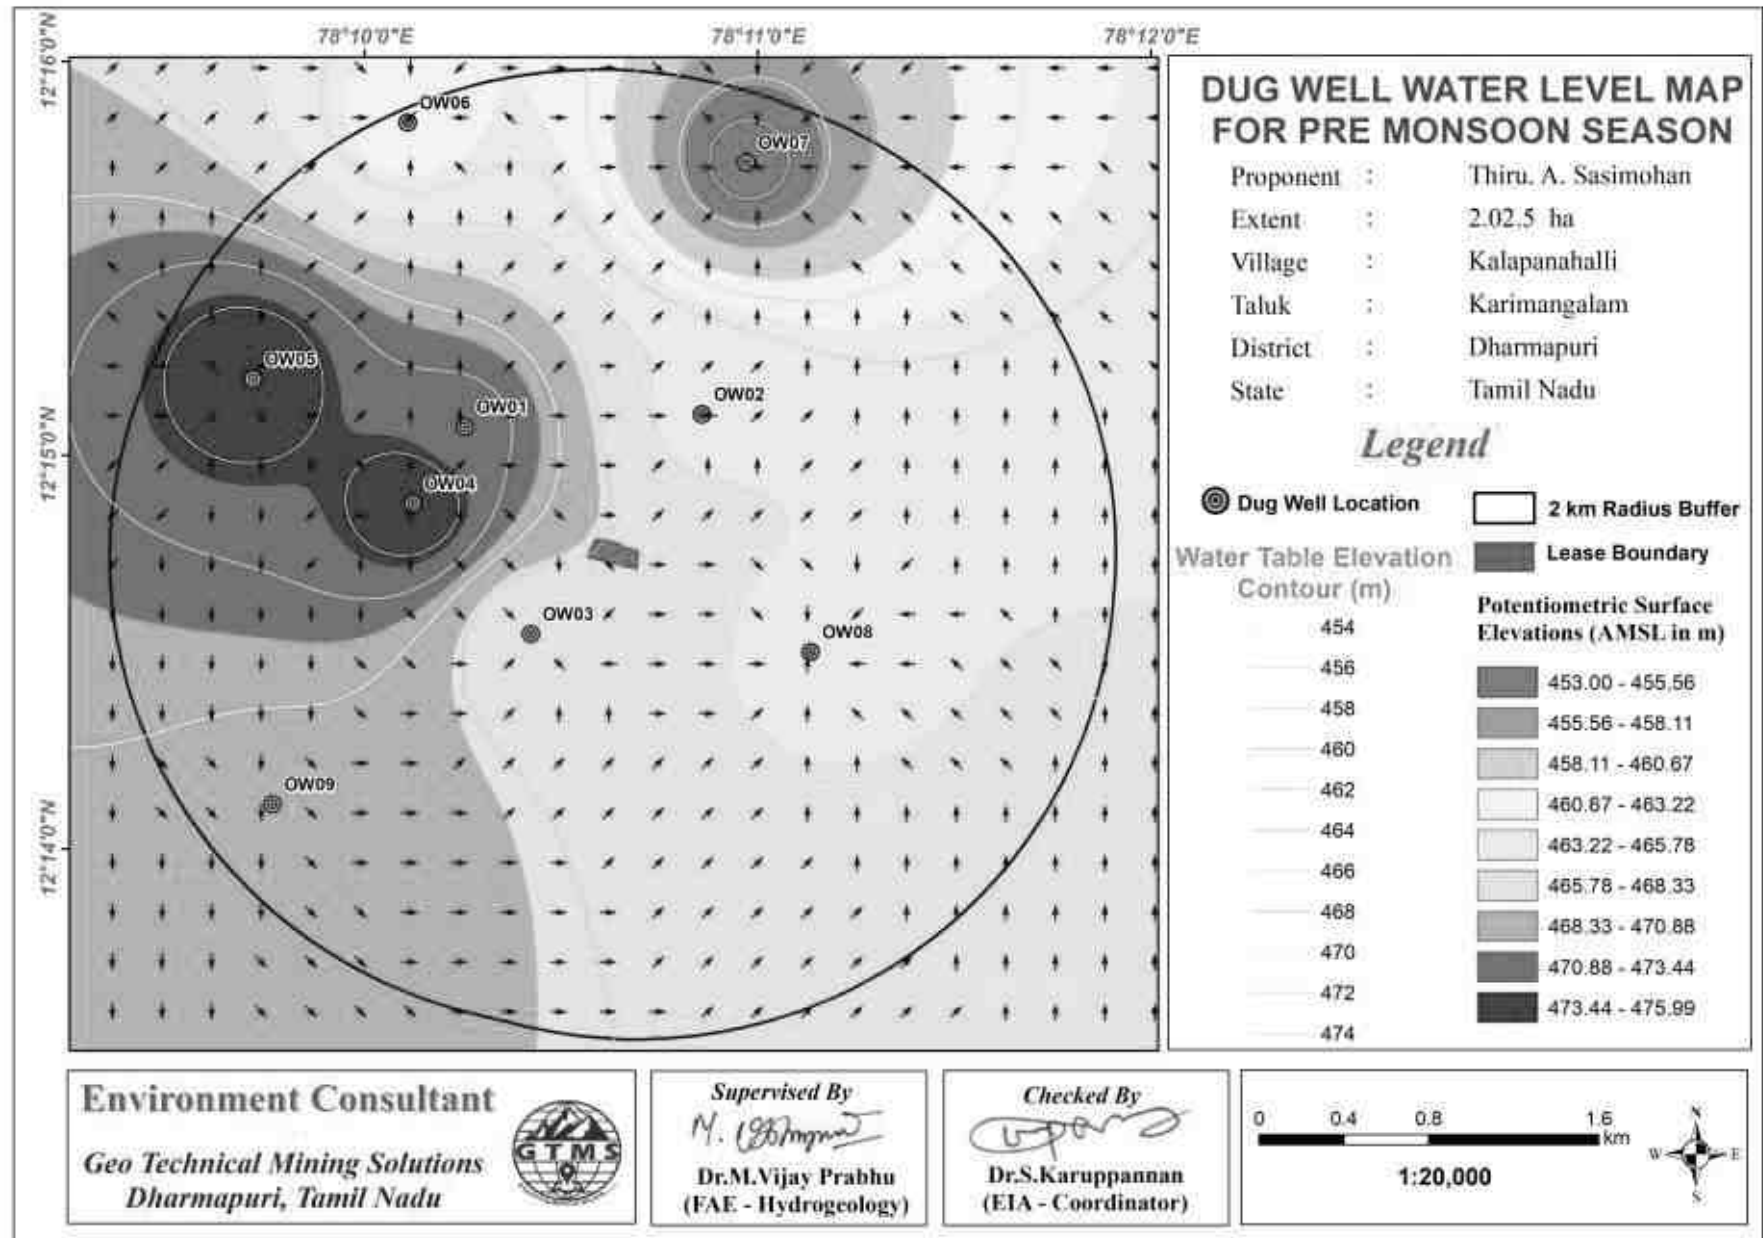 78°10'0"E
78°11'0"E
78°12'0"E
12°16'0"N
12°15'0"N
12°14'0"N
OW06
OW07
OW05
OW01
OW02
OW04
OW03
OW08
OW09
DUG WELL WATER LEVEL MAP
FOR PRE MONSOON SEASON
Proponent : Thiru. A. Sasimohan
Extent : 2.02.5 ha
Village : Kalapanahalli
Taluk : Karimangalam
District : Dharmapuri
State : Tamil Nadu
Legend
Dug Well Location
2 km Radius Buffer
Lease Boundary
Water Table Elevation
Contour (m)
454
456
458
460
462
464
466
468
470
472
474
Potentiometric Surface
Elevations (AMSL in m)
453.00 - 455.56
455.56 - 458.11
458.11 - 460.67
460.67 - 463.22
463.22 - 465.78
465.78 - 468.33
468.33 - 470.88
470.88 - 473.44
473.44 - 475.99
Environment Consultant
Geo Technical Mining Solutions
Dharmapuri, Tamil Nadu
GTMS
Supervised By
Dr.M.Vijay Prabhu
(FAE - Hydrogeology)
Checked By
Dr.S.Karuppannan
(EIA - Coordinator)
0 0.4 0.8 1.6
km
1:20,000
N
W E
S